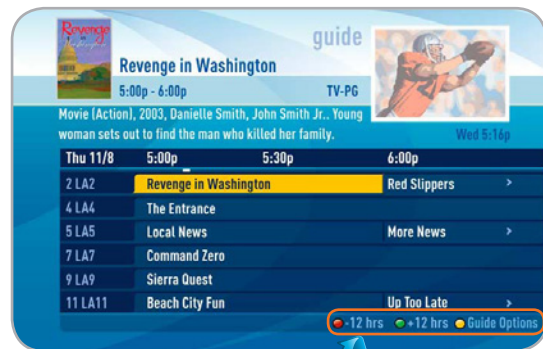 Revenge
guide
Revenge in Washington
5:00p - 6:00p TV-PG
Movie (Action), 2003, Danielle Smith, John Smith Jr.. Young
woman sets out to find the man who killed her family.
Wed 5:16p
Thu 11/8 5:00p 5:30p 6:00p
2 LA2 Revenge in Washington Red Slippers >
4 LA4 The Entrance
5 LA5 Local News More News >
7 LA7 Command Zero
9 LA9 Sierra Quest
11 LA11 Beach City Fun Up Too Late >
-12 hrs +12 hrs Guide Options